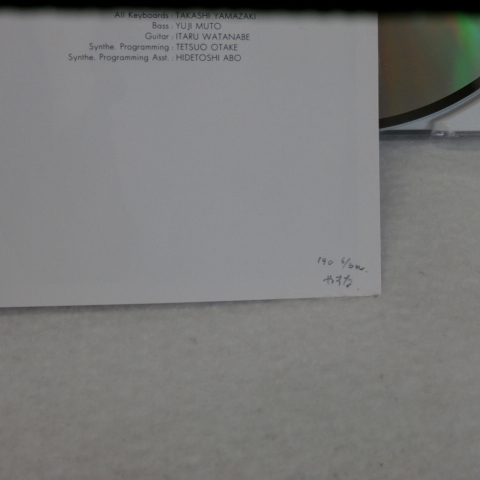 All Keyboards : TAKASHI YAMAZAKI
Bass : YUJI MUTO
Guitar : ITARU WATANABE
Synthe. Programming : TETSUO OTAKE
Synthe. Programming Asst. : HIDETOSHI ABO
190